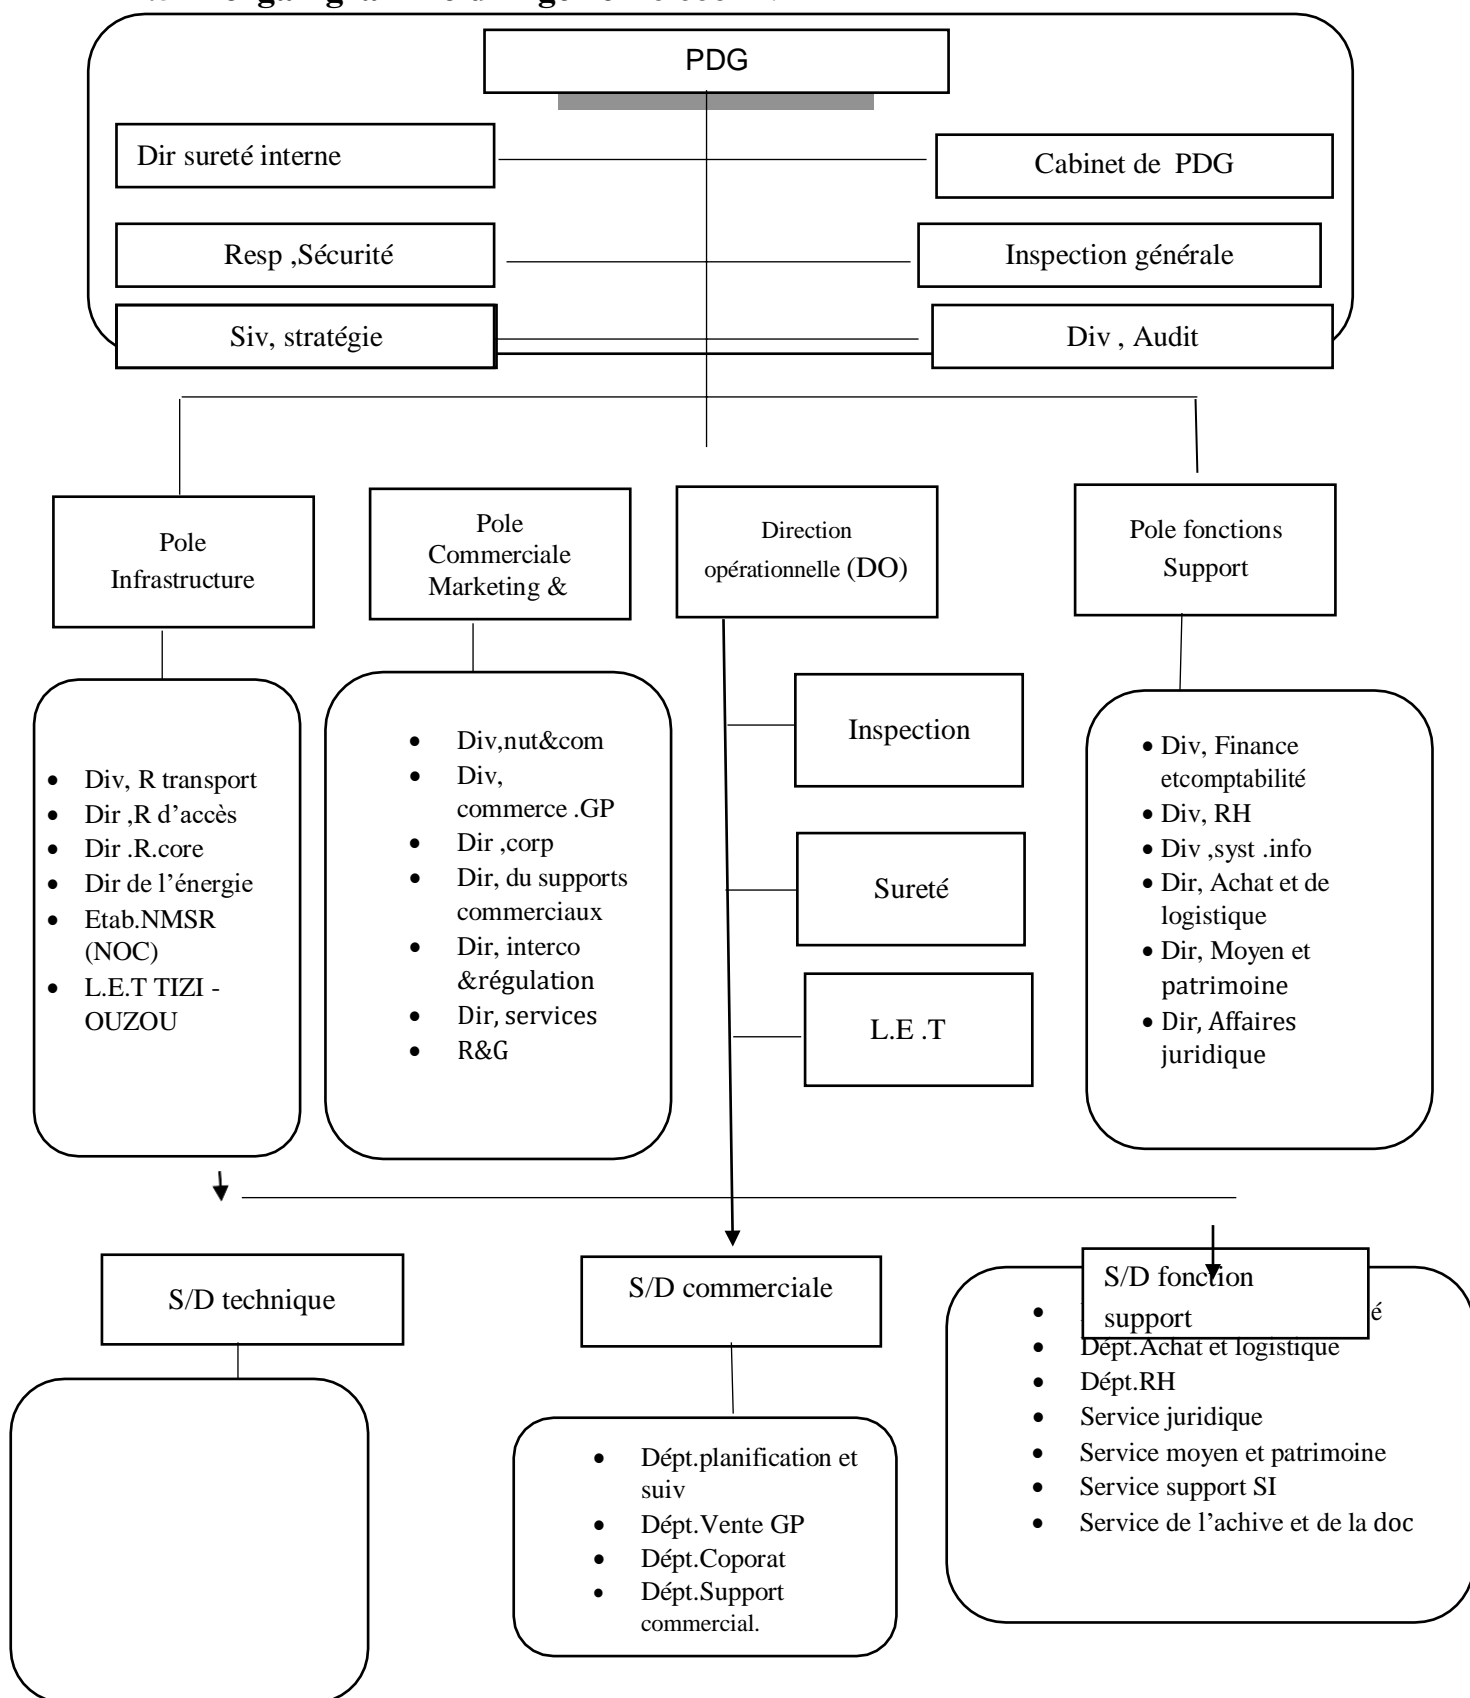 PDG
Dir sureté interne
Cabinet de PDG
Resp ,Sécurité
Inspection générale
Siv, stratégie
Div , Audit
Pole
Infrastructure
Pole
Commerciale
Marketing &
Direction
opérationnelle (DO)
Pole fonctions
Support
• Div, R transport
• Dir ,R d’accès
• Dir .R.core
• Dir de l’énergie
• Etab.NMSR
(NOC)
• L.E.T TIZI -
OUZOU
• Div,nut&com
• Div,
commerce .GP
• Dir ,corp
• Dir, du supports
commerciaux
• Dir, interco
&régulation
• Dir, services
• R&G
Inspection
Sureté
L.E .T
• Div, Finance
etcomptabilité
• Div, RH
• Div ,syst .info
• Dir, Achat et de
logistique
• Dir, Moyen et
patrimoine
• Dir, Affaires
juridique
S/D technique
S/D commerciale
• Dépt.planification et
suiv
• Dépt.Vente GP
• Dépt.Coporat
• Dépt.Support
commercial.
S/D fonction
support
• Dépt.Achat et logistique
• Dépt.RH
• Service juridique
• Service moyen et patrimoine
• Service support SI
• Service de l’achive et de la doc